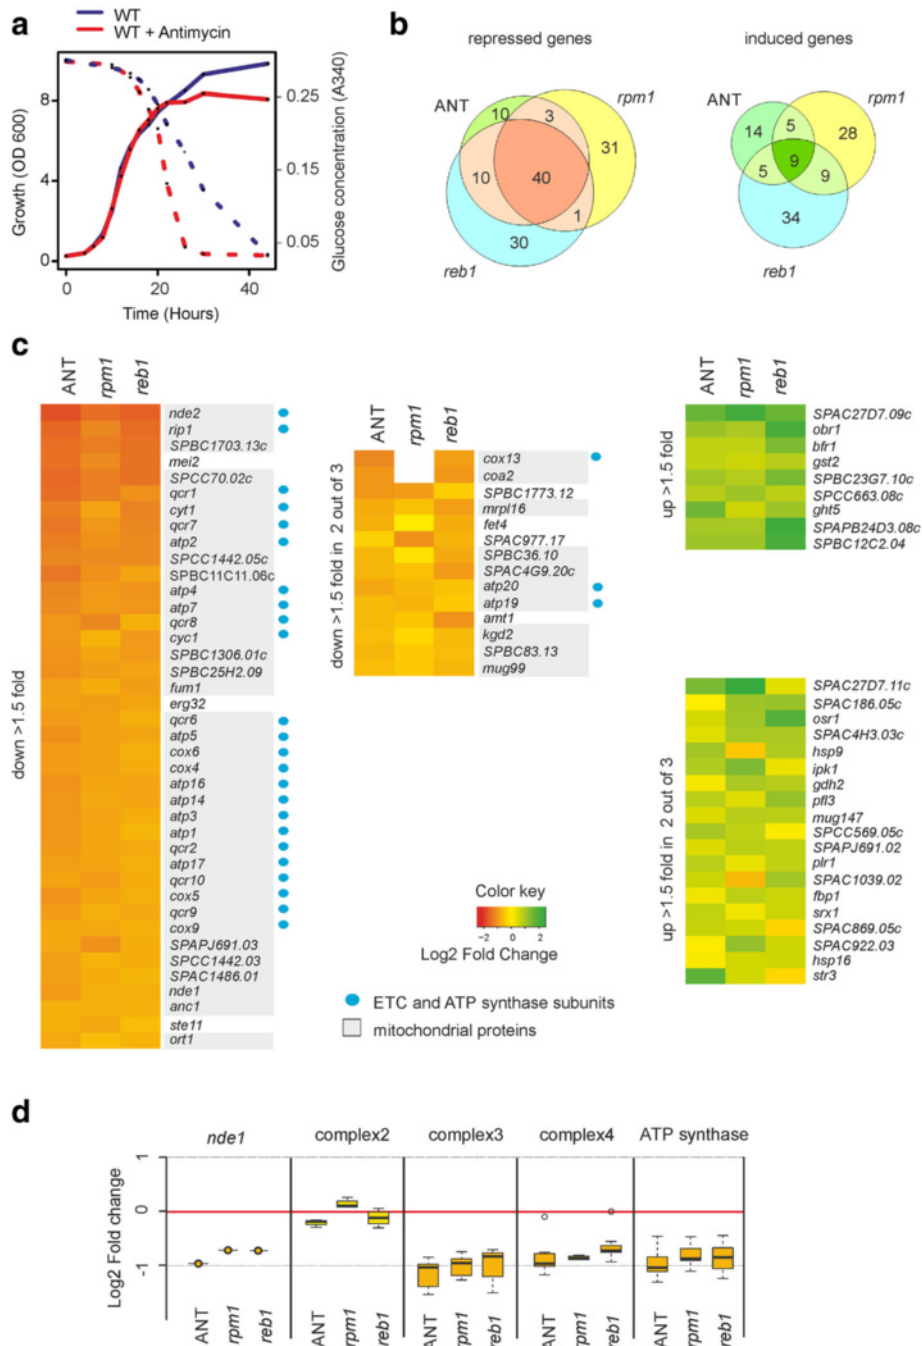 a
WT
WT + Antimycin
Growth (OD 600)
8
4
0
0.25
0.15
0.05
Glucose concentration (A340)
0
20
40
Time (Hours)
b
repressed genes
induced genes
ANT
rpm1
reb1
10
3
31
10
40
1
30
ANT
rpm1
reb1
14
5
28
5
9
9
34
c
ANT
rpm1
reb1
down >1.5 fold
nde2
rip1
SPBC1703.13c
mei2
SPCC70.02c
qcr1
cyt1
qcr7
atp2
SPCC1442.05c
SPBC11C11.06c
atp4
atp7
qcr8
cyc1
SPBC1306.01c
SPBC25H2.09
fum1
erg32
qcr6
atp5
cox6
cox4
atp16
atp14
atp3
atp1
qcr2
atp17
qcr10
cox5
qcr9
cox9
SPAPJ691.03
SPCC1442.03
SPAC1486.01
nde1
anc1
ste11
ort1
ANT
rpm1
reb1
down >1.5 fold in 2 out of 3
cox13
coa2
SPBC1773.12
mrpl16
fet4
SPAC977.17
SPBC36.10
SPAC4G9.20c
atp20
atp19
amt1
kgd2
SPBC83.13
mug99
ANT
rpm1
reb1
up >1.5 fold
SPAC27D7.09c
obr1
bfr1
gst2
SPBC23G7.10c
SPCC663.08c
ght5
SPAPB24D3.08c
SPBC12C2.04
up >1.5 fold in 2 out of 3
SPAC27D7.11c
SPAC186.05c
osr1
SPAC4H3.03c
hsp9
ipk1
gdh2
pfl3
mug147
SPCC569.05c
SPAPJ691.02
plr1
SPAC1039.02
fbp1
srx1
SPAC869.05c
SPAC922.03
hsp16
str3
Color key
−2 0 2
Log2 Fold Change
ETC and ATP synthase subunits
mitochondrial proteins
d
nde1
complex2
complex3
complex4
ATP synthase
Log2 Fold change
1
0
-1
ANT
rpm1
reb1
ANT
rpm1
reb1
ANT
rpm1
reb1
ANT
rpm1
reb1
ANT
rpm1
reb1